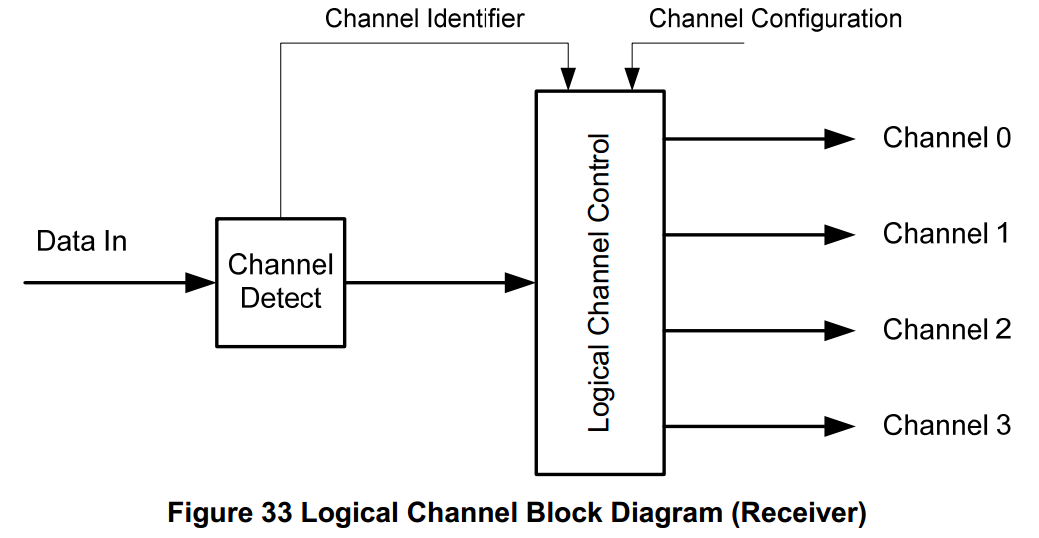 Channel Identifier
Channel Configuration
Data In
Channel
Detect
Logical Channel Control
Channel 0
Channel 1
Channel 2
Channel 3
Figure 33 Logical Channel Block Diagram (Receiver)